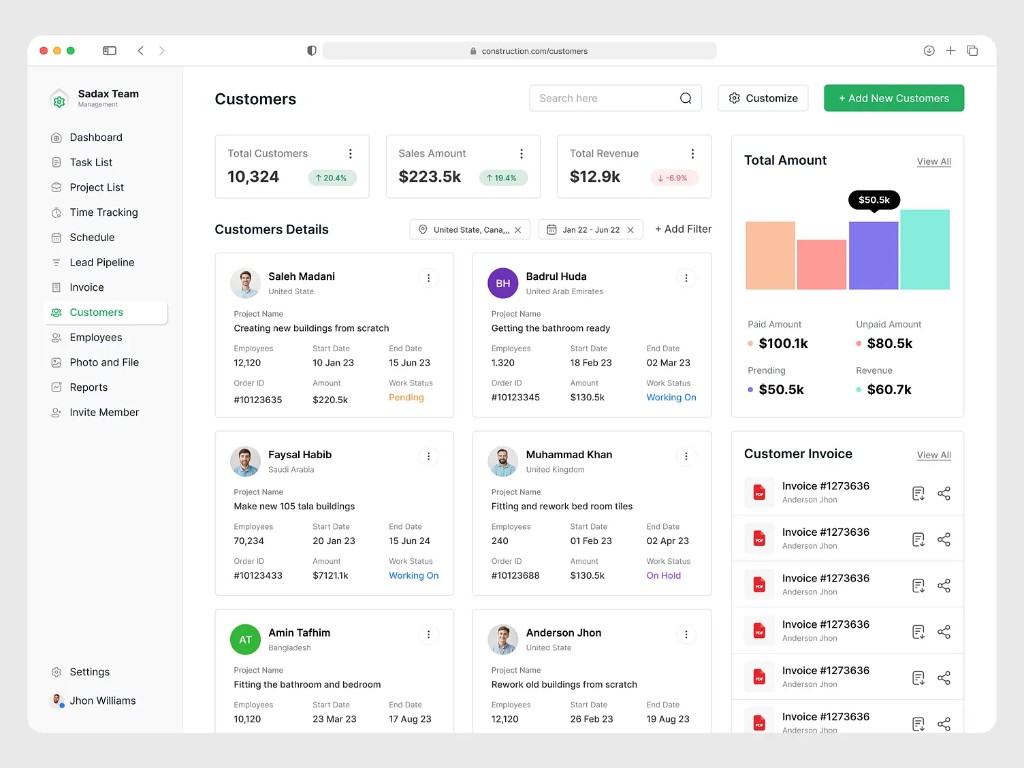 construction.com/customers
Sadax Team
Management
Dashboard
Task List
Project List
Time Tracking
Schedule
Lead Pipeline
Invoice
Customers
Employees
Photo and File
Reports
Invite Member
Settings
Jhon Williams
Customers
Search here
Customize
+ Add New Customers
Total Customers
10,324
↑ 20.4%
Sales Amount
$223.5k
↑ 19.4%
Total Revenue
$12.9k
↓ -6.9%
Customers Details
United State, Cana,,,
Jan 22 - Jun 22
+ Add Filter
Saleh Madani
United State
Project Name
Creating new buildings from scratch
Employees Start Date End Date
12,120 10 Jan 23 15 Jun 23
Order ID Amount Work Status
#10123635 $220.5k Pending
BH
Badrul Huda
United Arab Emirates
Project Name
Getting the bathroom ready
Employees Start Date End Date
1.320 18 Feb 23 02 Mar 23
Order ID Amount Work Status
#10123345 $130.5k Working On
Faysal Habib
Saudi Arabia
Project Name
Make new 105 tala buildings
Employees Start Date End Date
70,234 20 Jan 23 15 Jun 24
Order ID Amount Work Status
#10123433 $7121.1k Working On
Muhammad Khan
United Kingdom
Project Name
Fitting and rework bed room tiles
Employees Start Date End Date
240 01 Feb 23 02 Apr 23
Order ID Amount Work Status
#10123688 $130.5k On Hold
AT
Amin Tafhim
Bangladesh
Project Name
Fitting the bathroom and bedroom
Employees Start Date End Date
10,120 23 Mar 23 17 Aug 23
Anderson Jhon
United State
Project Name
Rework old buildings from scratch
Employees Start Date End Date
12,120 26 Feb 23 19 Aug 23
Total Amount
View All
$50.5k
Paid Amount Unpaid Amount
$100.1k $80.5k
Pending Revenue
$50.5k $60.7k
Customer Invoice
View All
PDF
Invoice #1273636
Anderson Jhon
PDF
Invoice #1273636
Anderson Jhon
PDF
Invoice #1273636
Anderson Jhon
PDF
Invoice #1273636
Anderson Jhon
PDF
Invoice #1273636
Anderson Jhon
PDF
Invoice #1273636
Anderson Jhon